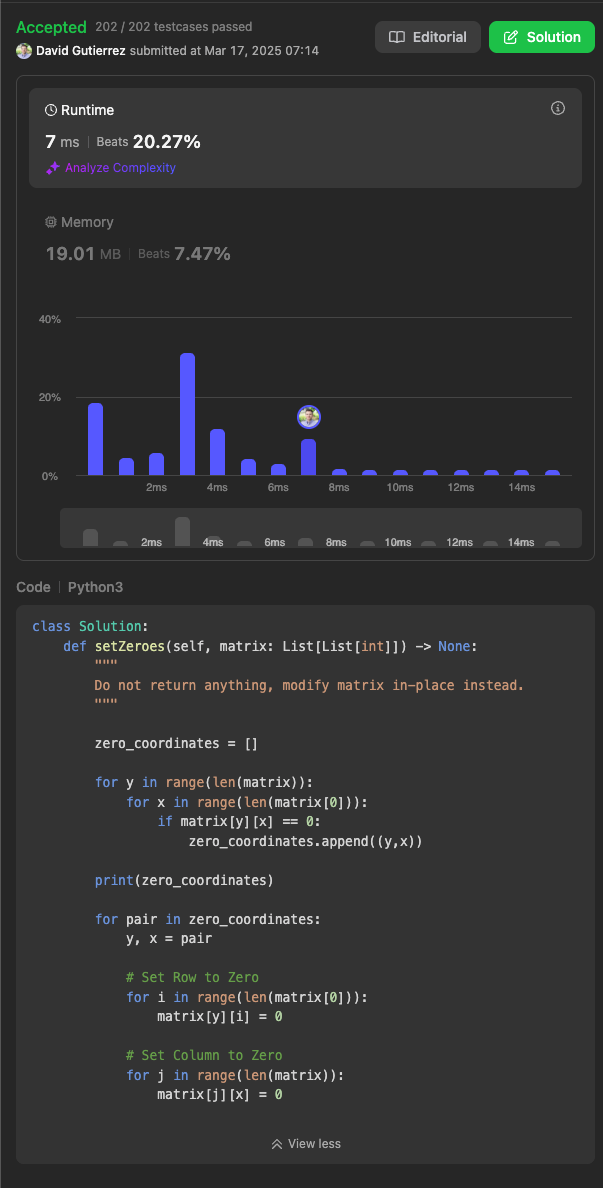 Accepted 202 / 202 testcases passed
David Gutierrez submitted at Mar 17, 2025 07:14
Editorial
Solution
Runtime
7 ms | Beats 20.27%
Analyze Complexity
Memory
19.01 MB | Beats 7.47%
40%
20%
0%
2ms 4ms 6ms 8ms 10ms 12ms 14ms
2ms 4ms 6ms 8ms 10ms 12ms 14ms
Code | Python3
class Solution:
    def setZeroes(self, matrix: List[List[int]]) -> None:
        """
        Do not return anything, modify matrix in-place instead.
        """
        zero_coordinates = []
        for y in range(len(matrix)):
            for x in range(len(matrix[0])):
                if matrix[y][x] == 0:
                    zero_coordinates.append((y,x))
        print(zero_coordinates)
        for pair in zero_coordinates:
            y, x = pair
            # Set Row to Zero
            for i in range(len(matrix[0])):
                matrix[y][i] = 0
            # Set Column to Zero
            for j in range(len(matrix)):
                matrix[j][x] = 0
View less